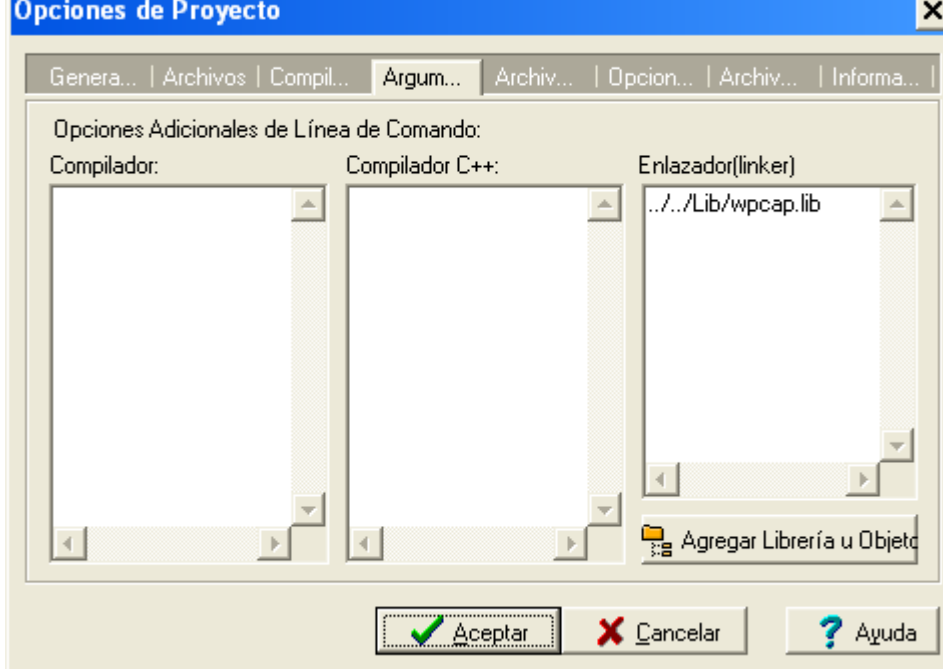 Opciones de Proyecto
Genera... | Archivos | Compil... Argum... Archiv... | Opcion... | Archiv... | Informa... |
Opciones Adicionales de Línea de Comando:
Compilador: Compilador C++: Enlazador(linker)
../../Lib/wpcap.lib
Agregar Librería u Objeto
Aceptar Cancelar Ayuda